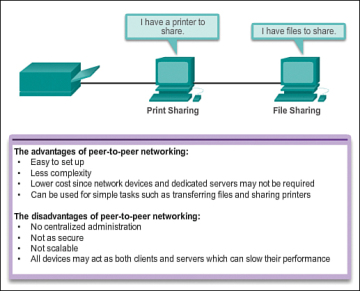 I have a printer to
share.
I have files to share.
Print Sharing
File Sharing
The advantages of peer-to-peer networking:
• Easy to set up
• Less complexity
• Lower cost since network devices and dedicated servers may not be required
• Can be used for simple tasks such as transferring files and sharing printers
The disadvantages of peer-to-peer networking:
• No centralized administration
• Not as secure
• Not scalable
• All devices may act as both clients and servers which can slow their performance